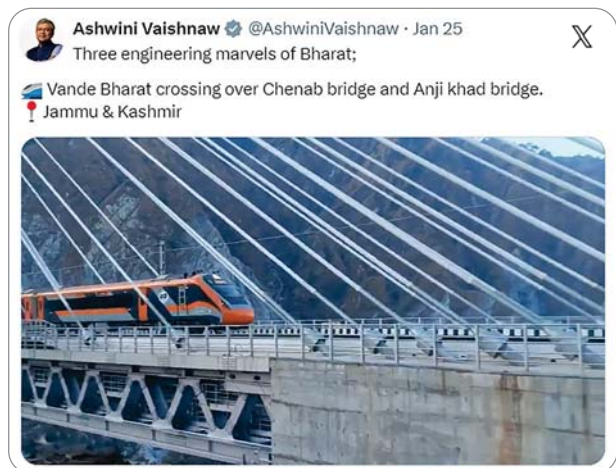 Ashwini Vaishnaw @AshwiniVaishnaw · Jan 25
Three engineering marvels of Bharat;
🚄 Vande Bharat crossing over Chenab bridge and Anji khad bridge.
📍 Jammu & Kashmir